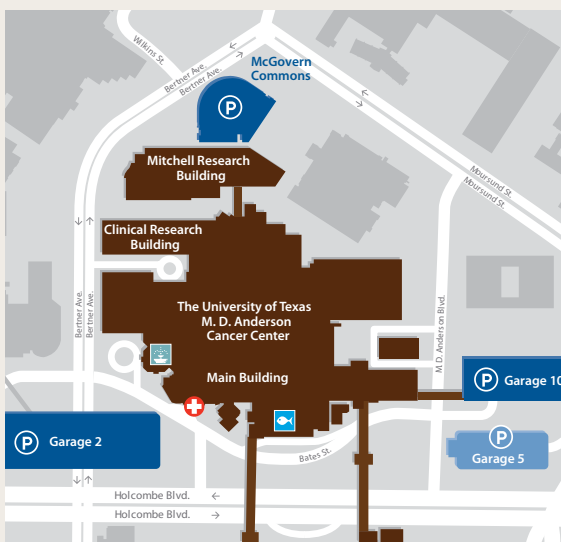 Wilkins St.
Bertner Ave.
Bertner Ave.
McGovern
Commons
P
Mitchell Research
Building
Moursund St.
Moursund St.
Clinical Research
Building
Bertner Ave.
Bertner Ave.
The University of Texas
M. D. Anderson
Cancer Center
M.D. Anderson Blvd.
Main Building
P Garage 10
P Garage 2
P
Garage 5
Bates St.
Holcombe Blvd.
Holcombe Blvd.